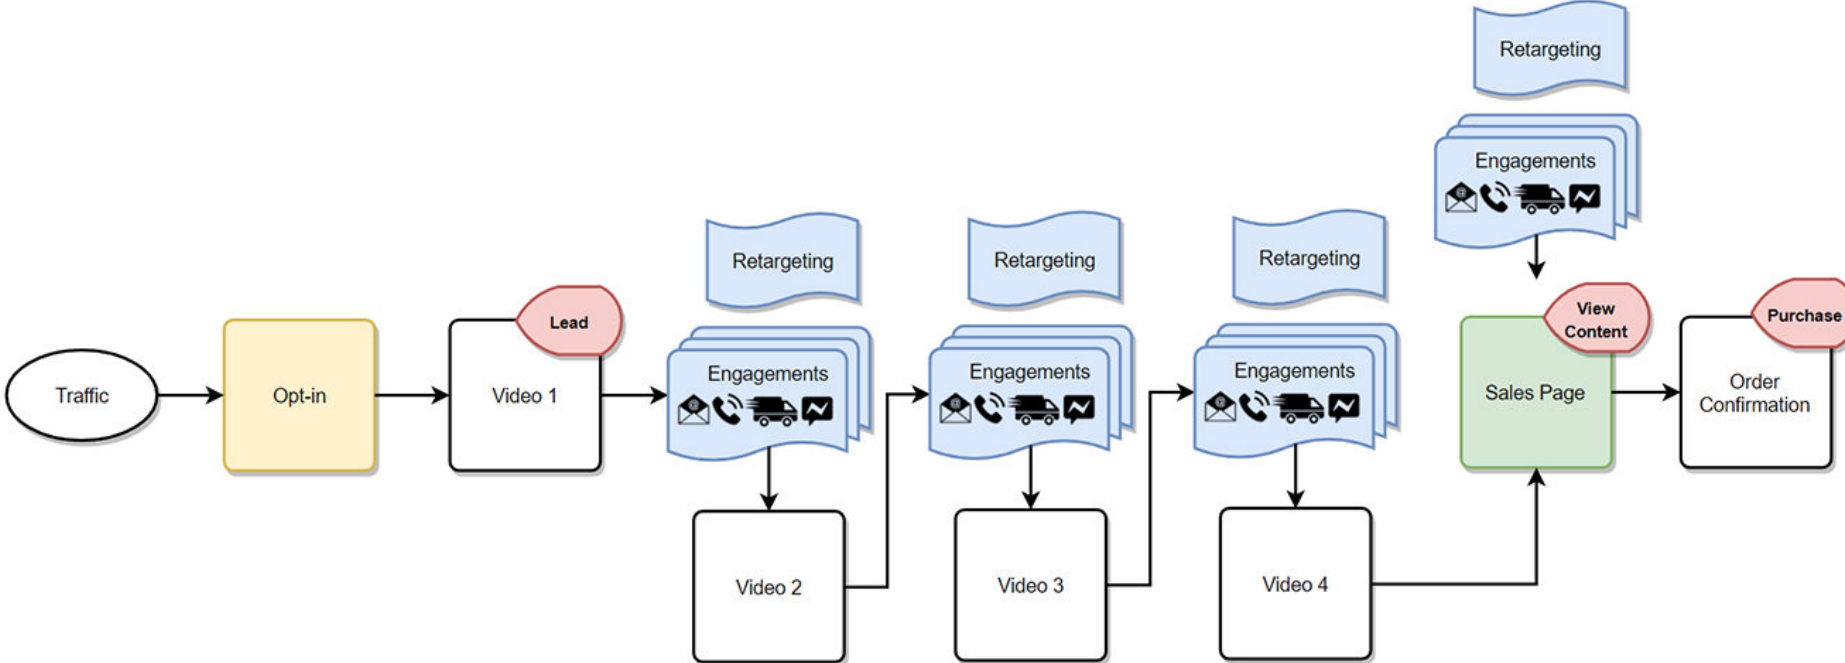 Retargeting
Engagements
Retargeting
Retargeting
Retargeting
Lead
View
Content
Purchase
Traffic
Opt-in
Video 1
Engagements
Engagements
Engagements
Sales Page
Order
Confirmation
Video 2
Video 3
Video 4